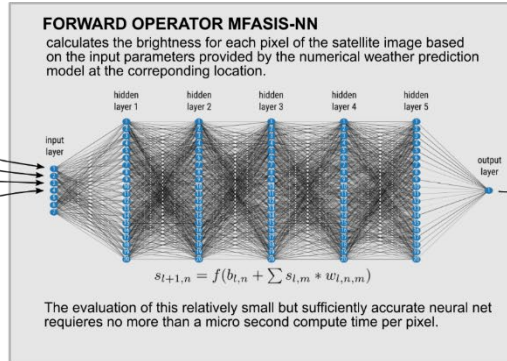 FORWARD OPERATOR MFASIS-NN
calculates the brightness for each pixel of the satellite image based
on the input parameters provided by the numerical weather prediction
model at the correponding location.
hidden
layer 1
hidden
layer 2
hidden
layer 3
hidden
layer 4
hidden
layer 5
input
layer
output
layer
s_{l+1,n} = f(b_{l,n} + ∑ s_{l,m} * w_{l,n,m})
The evaluation of this relatively small but sufficiently accurate neural net
requieres no more than a micro second compute time per pixel.